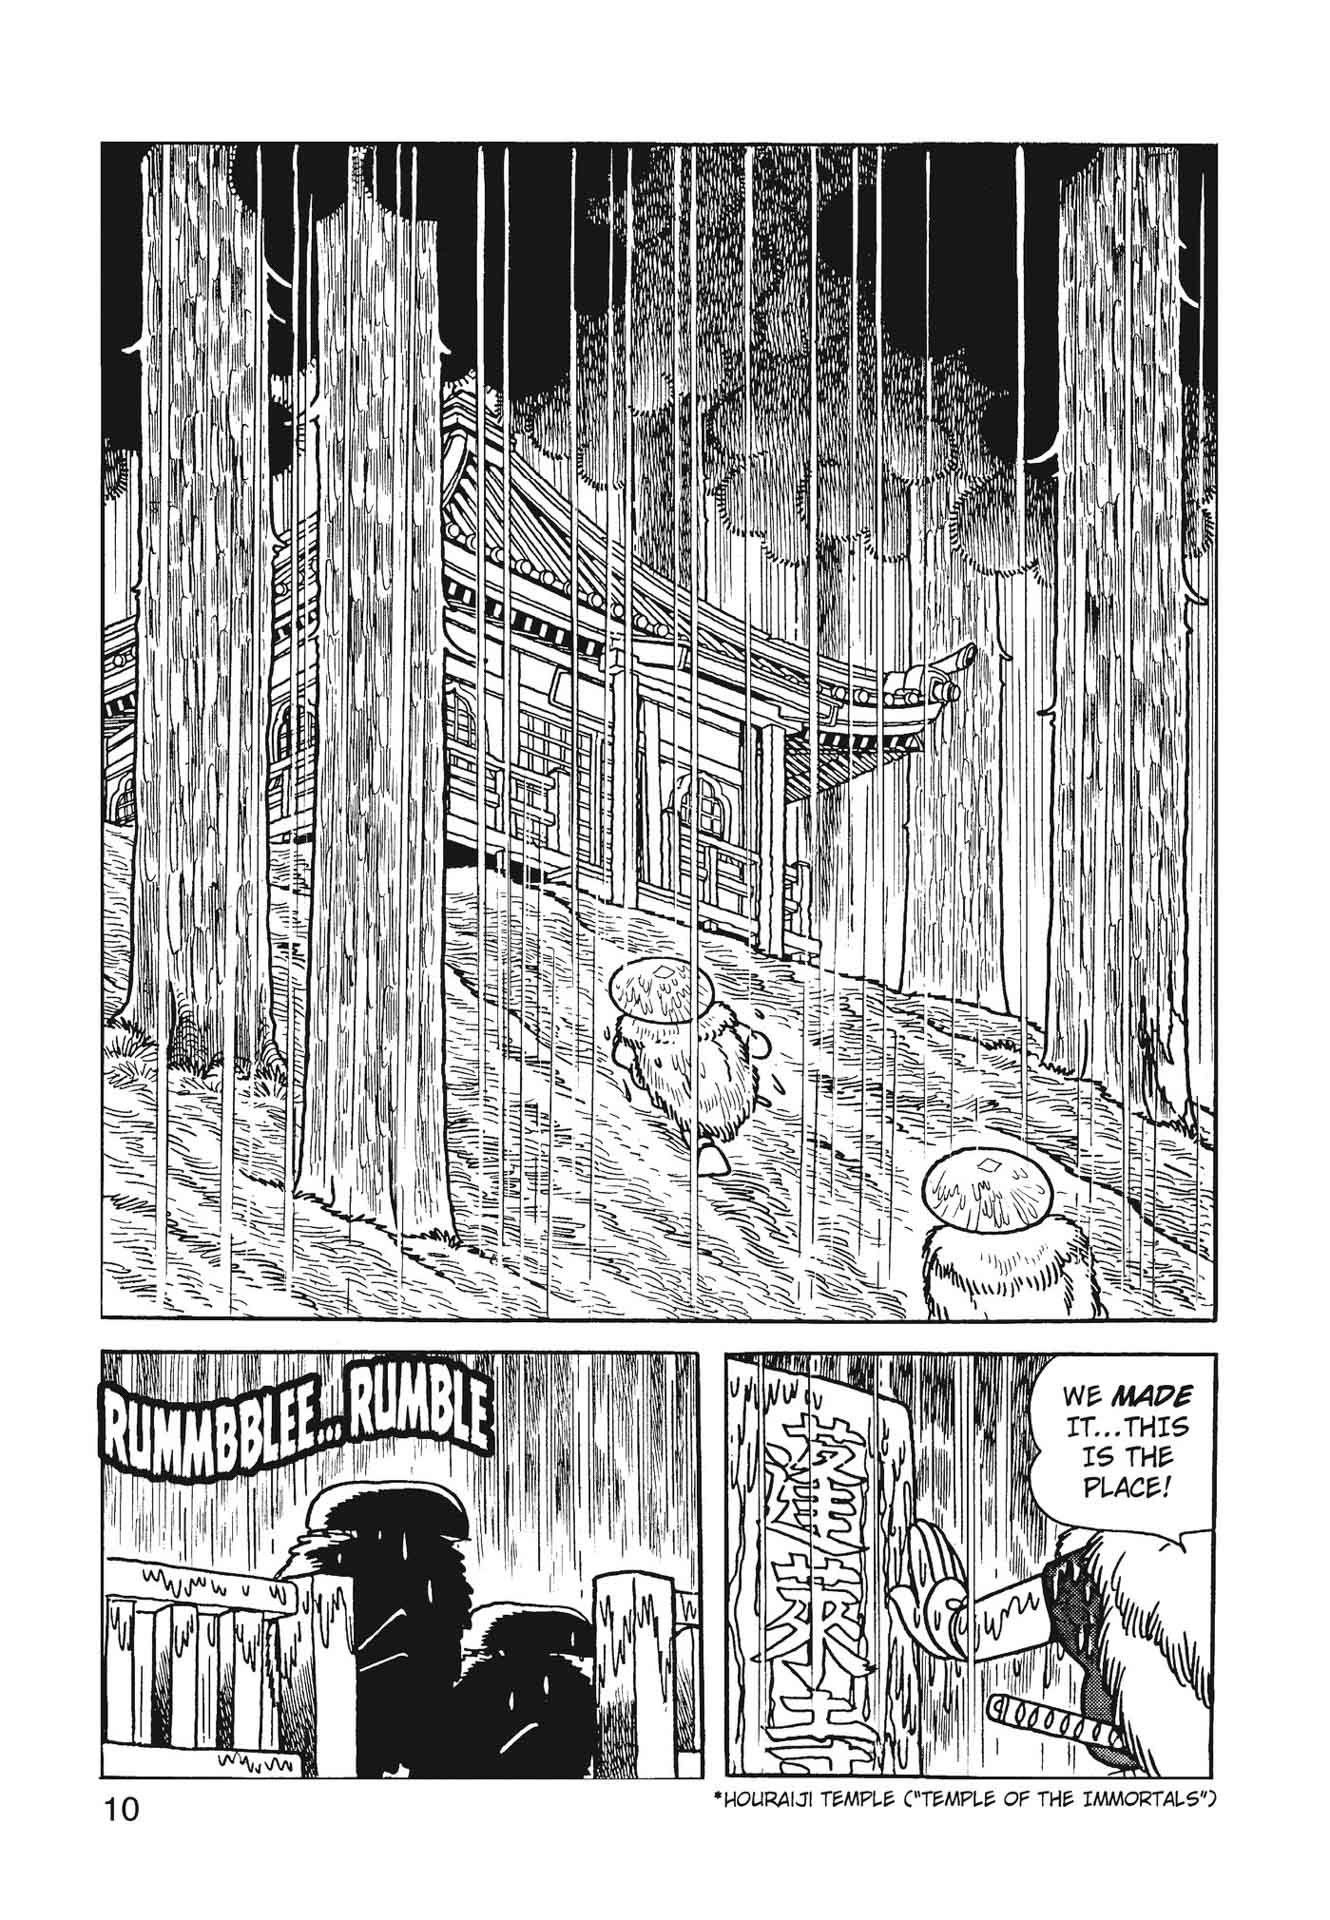 RUMMBBLEE...RUMBLE
WE MADE
IT...THIS
IS THE
PLACE!
蓬莱寺
*HOURAIJI TEMPLE ("TEMPLE OF THE IMMORTALS")
10